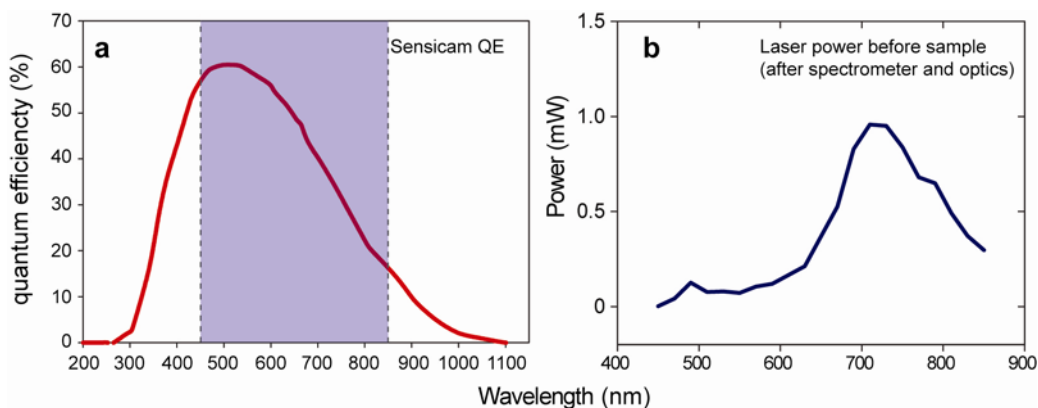 a
Sensicam QE
quantum efficiencty (%)
70
60
50
40
30
20
10
0
200 300 400 500 600 700 800 900 1000 1100
b
Laser power before sample
(after spectrometer and optics)
Power (mW)
1.5
1.0
0.5
0
400 500 600 700 800 900
Wavelength (nm)